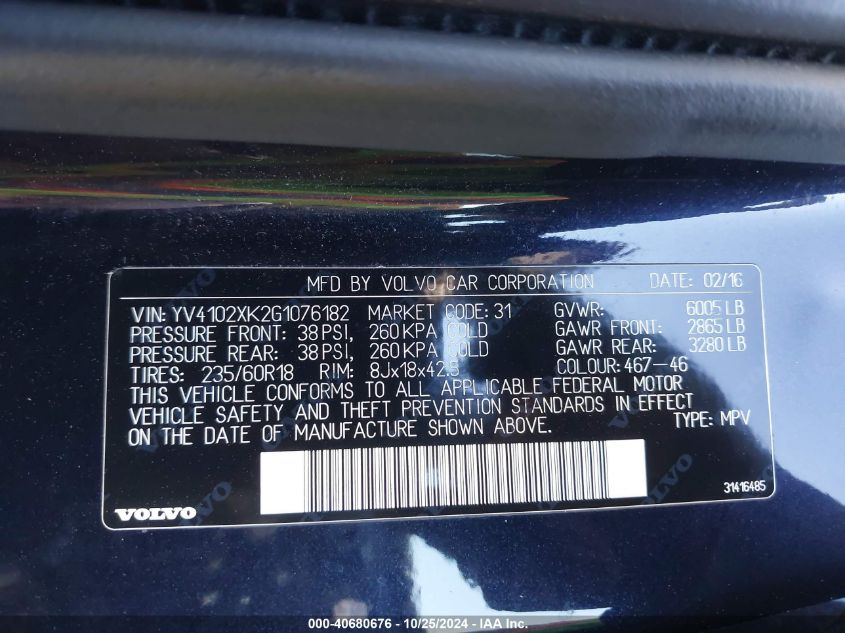 MFD BY VOLVO CAR CORPORATION DATE: 02/16
VIN: YV4102XK2G1076182 MARKET CODE: 31 GVWR: 6005 LB
PRESSURE FRONT: 38 PSI, 260 KPA COLD GAWR FRONT: 2865 LB
PRESSURE REAR: 38 PSI, 260 KPA COLD GAWR REAR: 3280 LB
TIRES: 235/60R18 RIM: 8Jx18x42.5 COLOUR: 467-46
THIS VEHICLE CONFORMS TO ALL APPLICABLE FEDERAL MOTOR
VEHICLE SAFETY AND THEFT PREVENTION STANDARDS IN EFFECT
ON THE DATE OF MANUFACTURE SHOWN ABOVE. TYPE: MPV
31416485
VOLVO
000-40680676 - 10/25/2024 - IAA Inc.